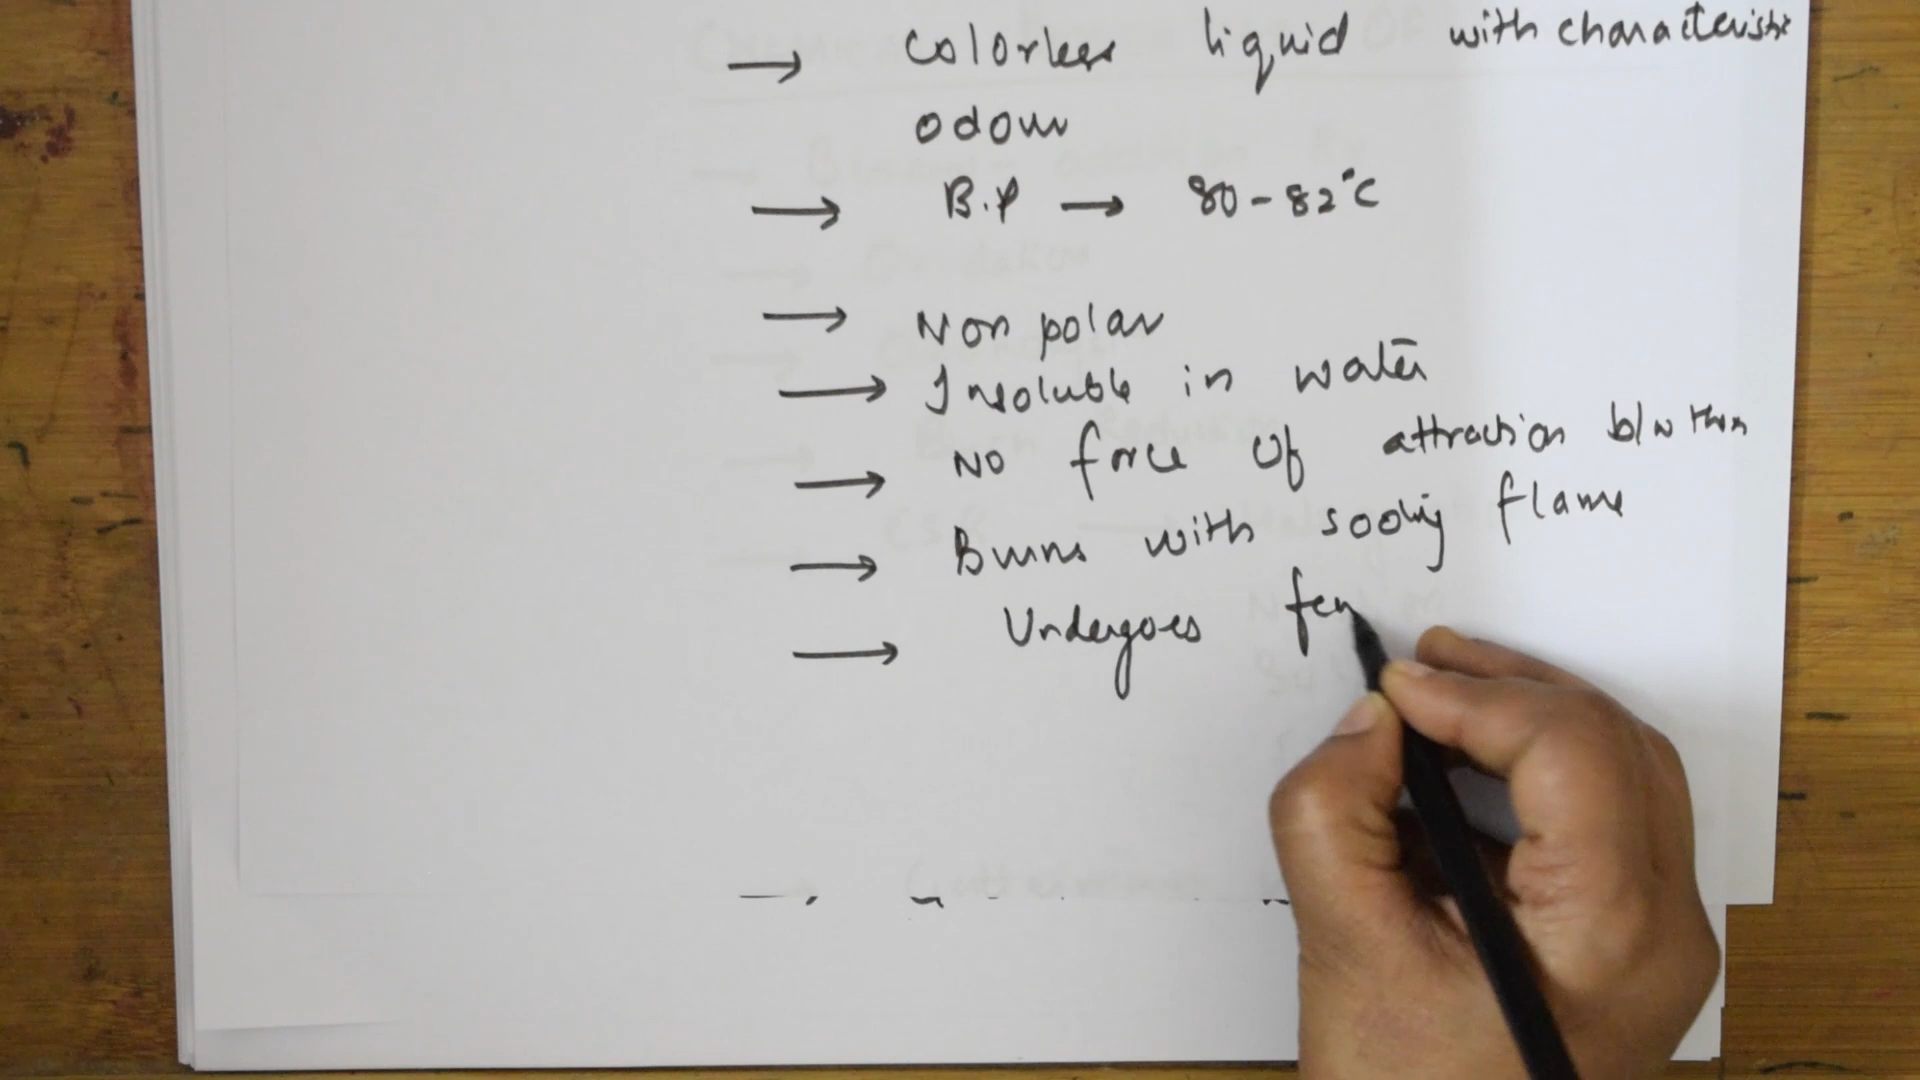 → Colorless liquid with characteristic
odour
→ B.P → 80-82°C
→ Non polar
→ Insoluble in water
→ No force of attraction b/w them
→ Burns with sooty flame
→ Undergoes few